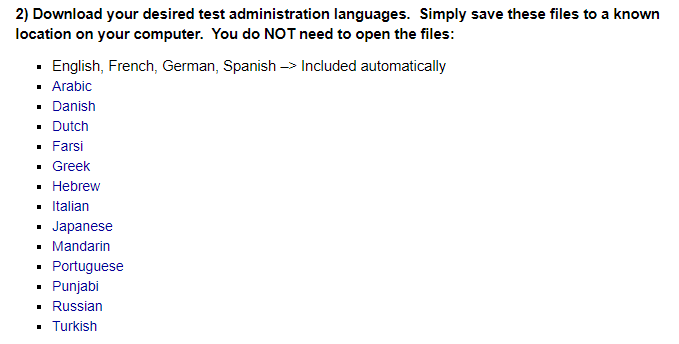 2) Download your desired test administration languages.  Simply save these files to a known
location on your computer.  You do NOT need to open the files:
▪ English, French, German, Spanish –> Included automatically
▪ Arabic
▪ Danish
▪ Dutch
▪ Farsi
▪ Greek
▪ Hebrew
▪ Italian
▪ Japanese
▪ Mandarin
▪ Portuguese
▪ Punjabi
▪ Russian
▪ Turkish